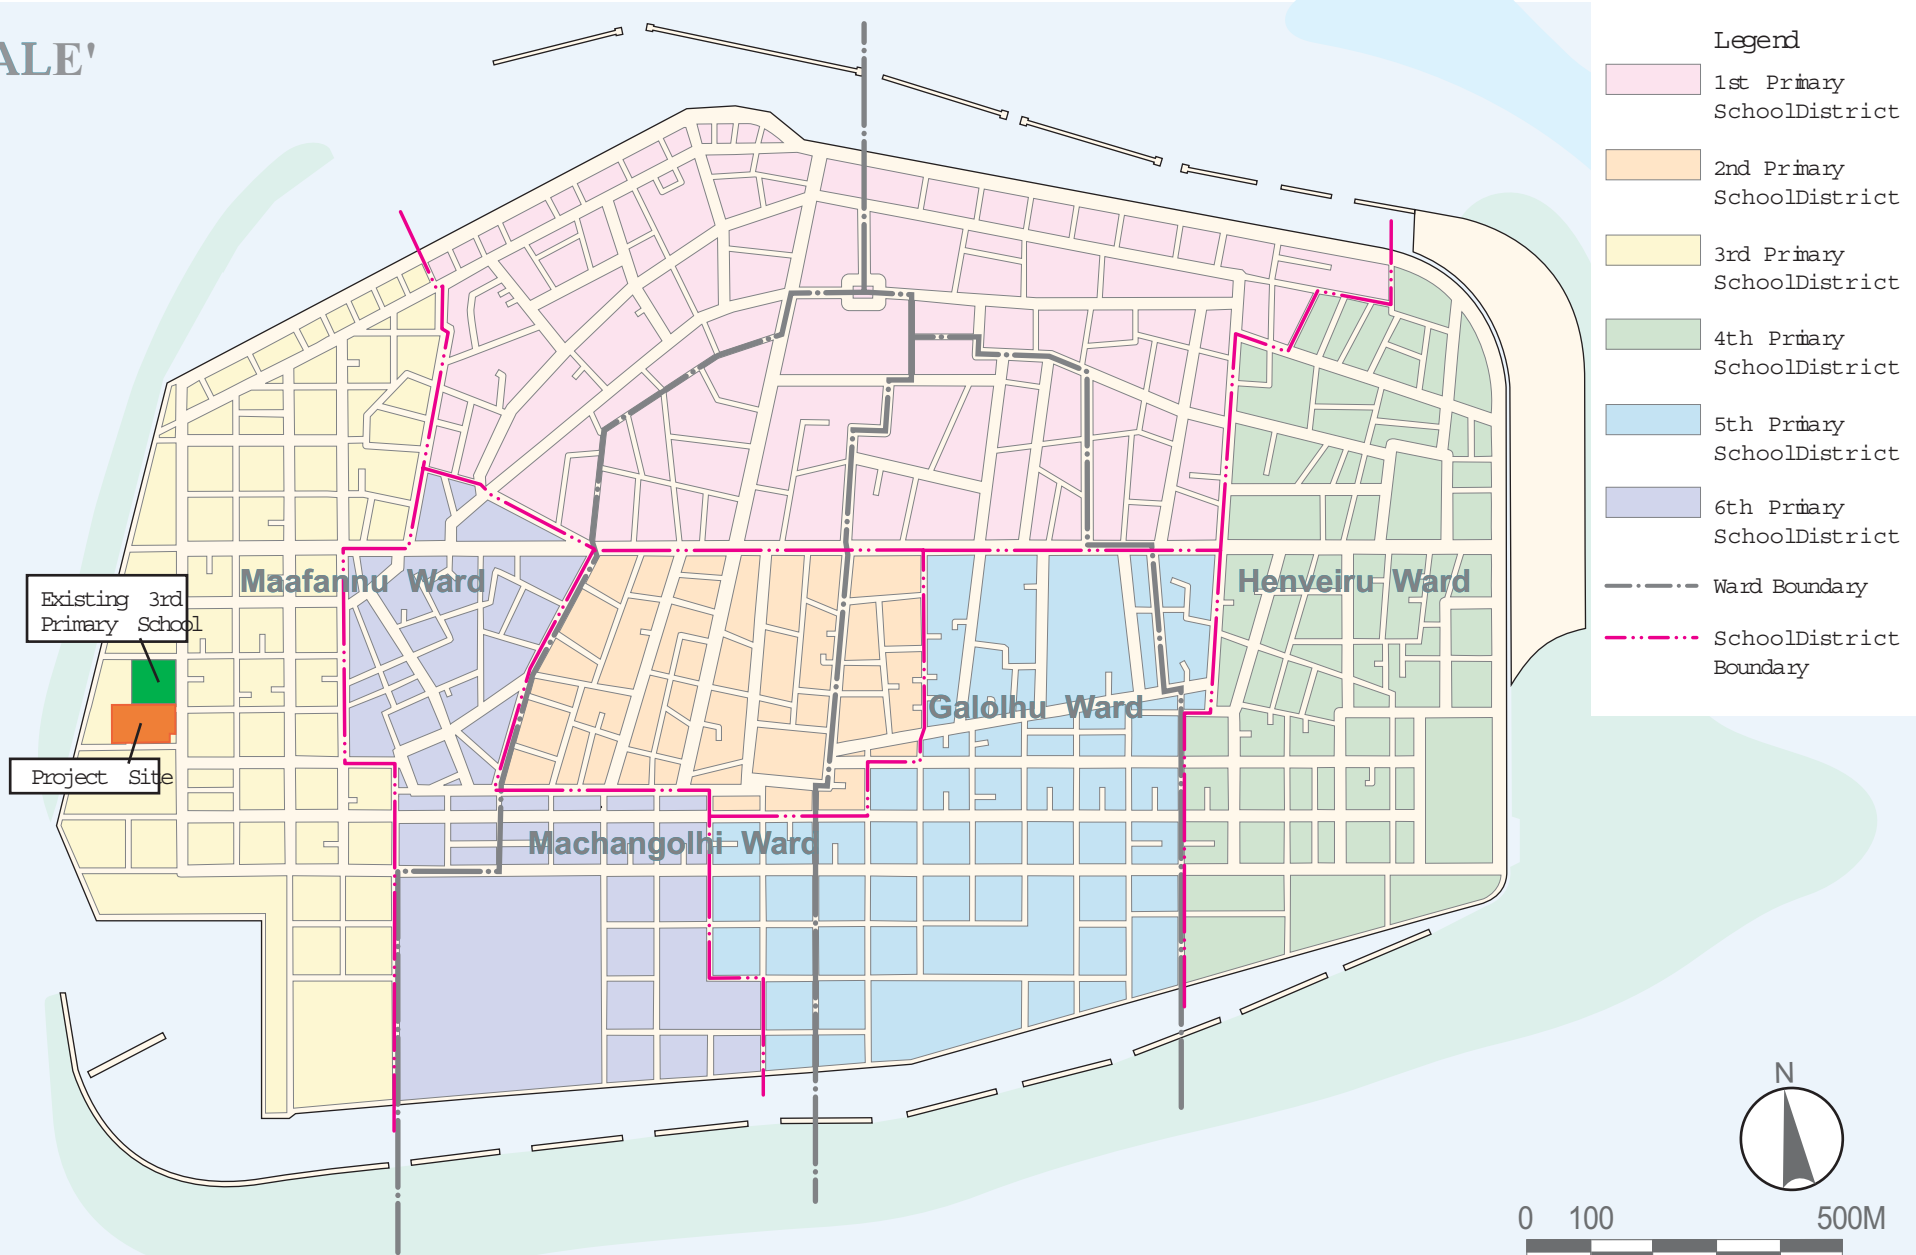 ALE'
Legend
1st Primary
SchoolDistrict
2nd Primary
SchoolDistrict
3rd Primary
SchoolDistrict
4th Primary
SchoolDistrict
5th Primary
SchoolDistrict
6th Primary
SchoolDistrict
Ward Boundary
SchoolDistrict
Boundary
Maafannu Ward
Henveiru Ward
Existing 3rd
Primary School
Galolhu Ward
Project Site
Machangolhi Ward
N
0 100 500M